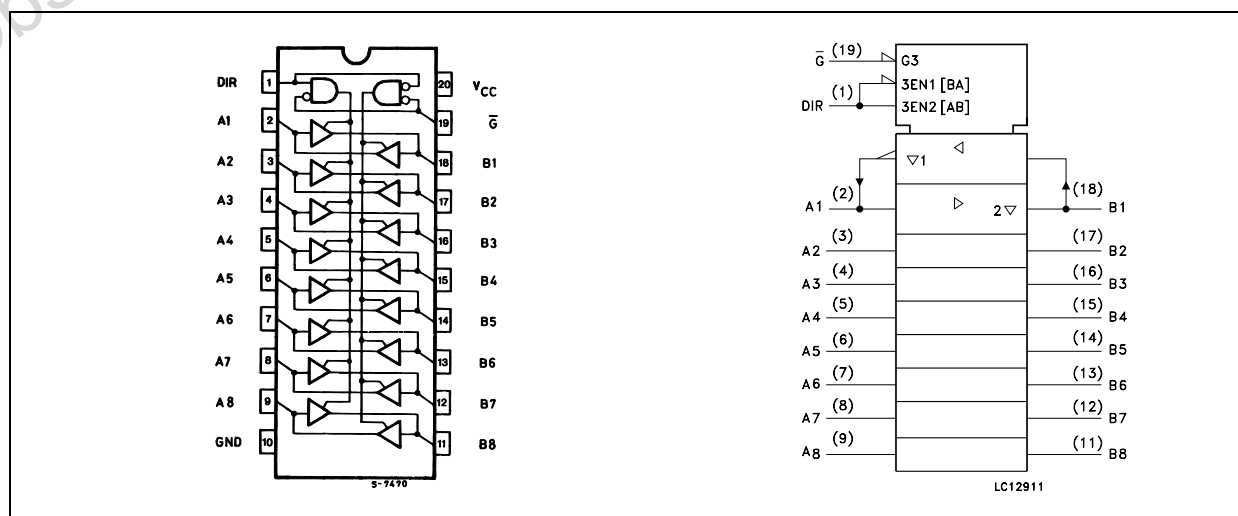 DIR 1 20 VCC
A1 2 19 G̅
A2 3 18 B1
A3 4 17 B2
A4 5 16 B3
A5 6 15 B4
A6 7 14 B5
A7 8 13 B6
A8 9 12 B7
GND 10 11 B8
S-7470
G̅ (19) G3
3EN1 [BA]
DIR (1) 3EN2 [AB]
▽1 ◁
A1 (2) ▷ 2▽ (18) B1
A2 (3) (17) B2
A3 (4) (16) B3
A4 (5) (15) B4
A5 (6) (14) B5
A6 (7) (13) B6
A7 (8) (12) B7
A8 (9) (11) B8
LC12911